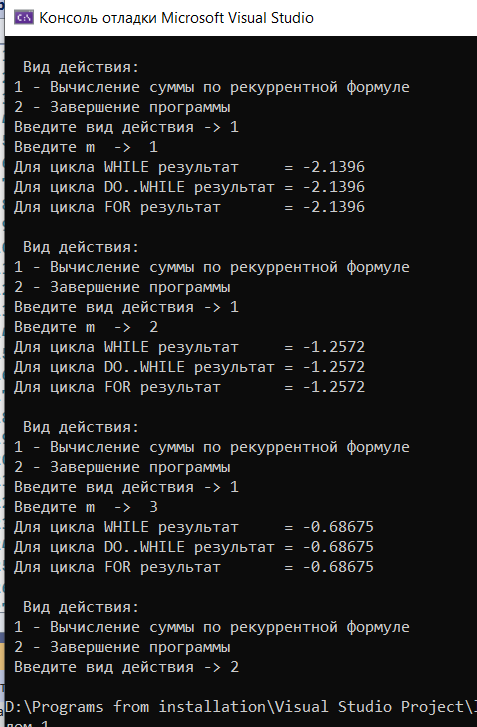 Консоль отладки Microsoft Visual Studio
Вид действия:
1 - Вычисление суммы по рекуррентной формуле
2 - Завершение программы
Введите вид действия -> 1
Введите m  ->  1
Для цикла WHILE результат     = -2.1396
Для цикла DO..WHILE результат = -2.1396
Для цикла FOR результат       = -2.1396
Вид действия:
1 - Вычисление суммы по рекуррентной формуле
2 - Завершение программы
Введите вид действия -> 1
Введите m  ->  2
Для цикла WHILE результат     = -1.2572
Для цикла DO..WHILE результат = -1.2572
Для цикла FOR результат       = -1.2572
Вид действия:
1 - Вычисление суммы по рекуррентной формуле
2 - Завершение программы
Введите вид действия -> 1
Введите m  ->  3
Для цикла WHILE результат     = -0.68675
Для цикла DO..WHILE результат = -0.68675
Для цикла FOR результат       = -0.68675
Вид действия:
1 - Вычисление суммы по рекуррентной формуле
2 - Завершение программы
Введите вид действия -> 2
D:\Programs from installation\Visual Studio Project\